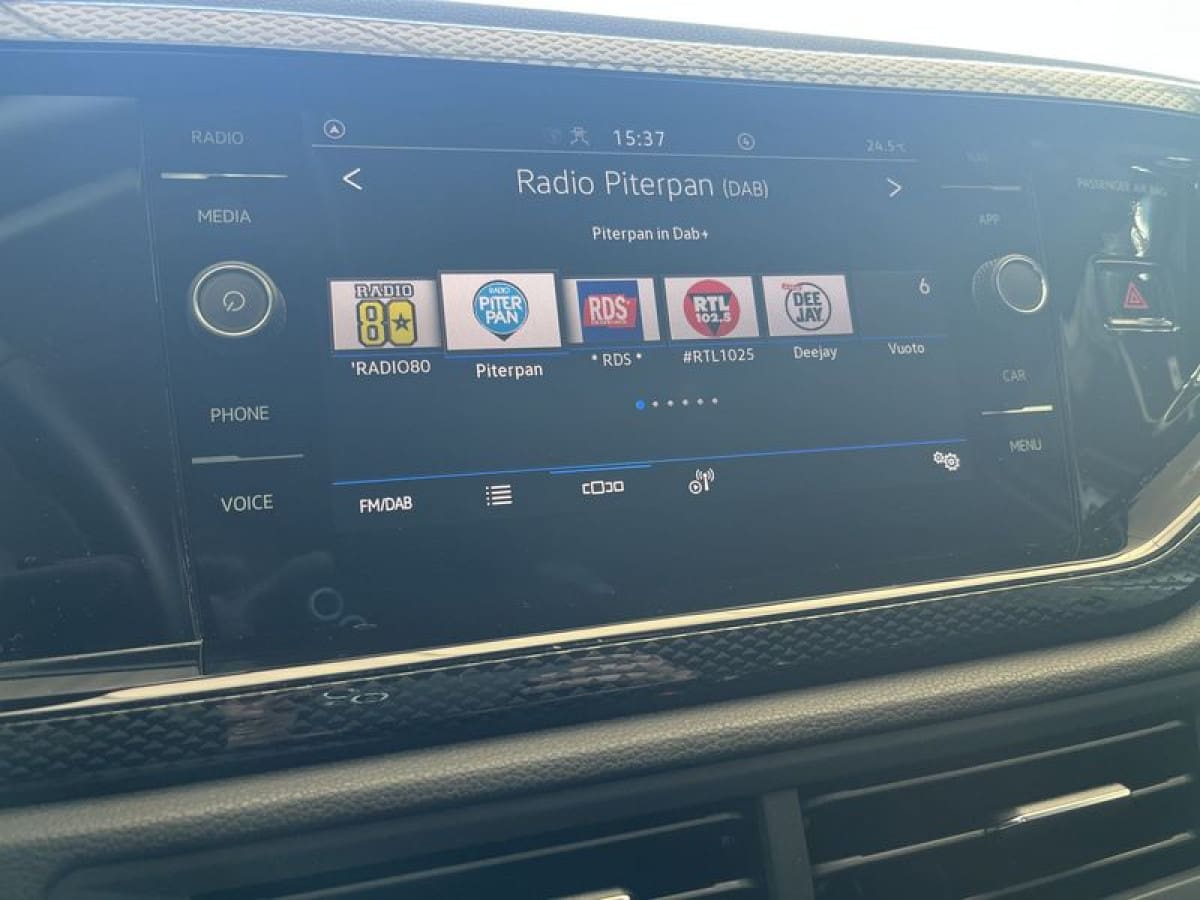 RADIO
MEDIA
PHONE
VOICE
15:37
24.5°C
Radio Piterpan (DAB)
Piterpan in Dab+
RADIO
80
RADIO
PITER
PAN
RDS
RTL
102.5
DEE
JAY
6
'RADIO80
Piterpan
* RDS *
#RTL1025
Deejay
Vuoto
FM/DAB
APP
CAR
MENU
PASSENGER AIR BAG